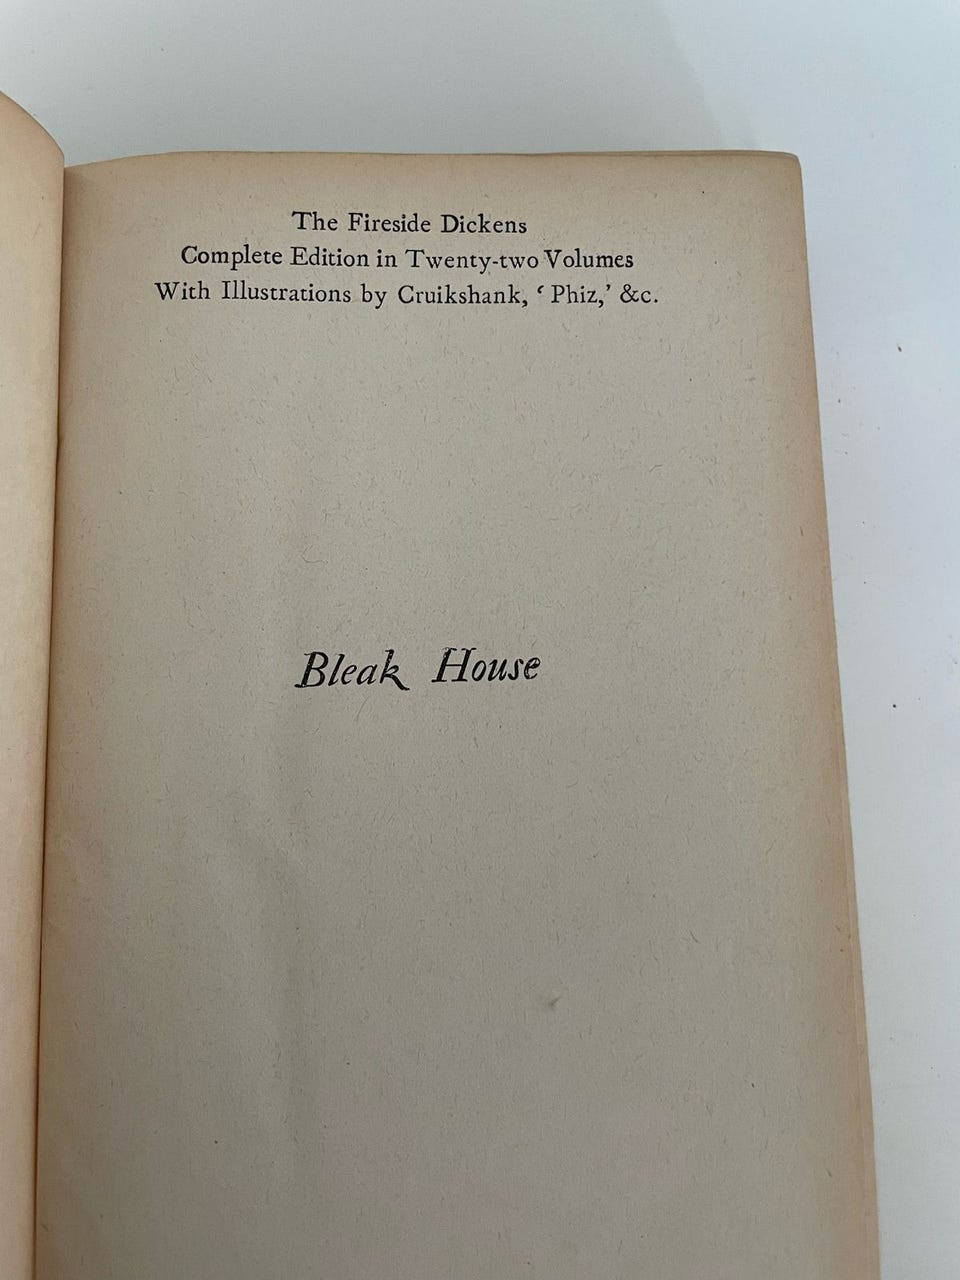 The Fireside Dickens
Complete Edition in Twenty-two Volumes
With Illustrations by Cruikshank, ‘ Phiz,’ &c.
Bleak House